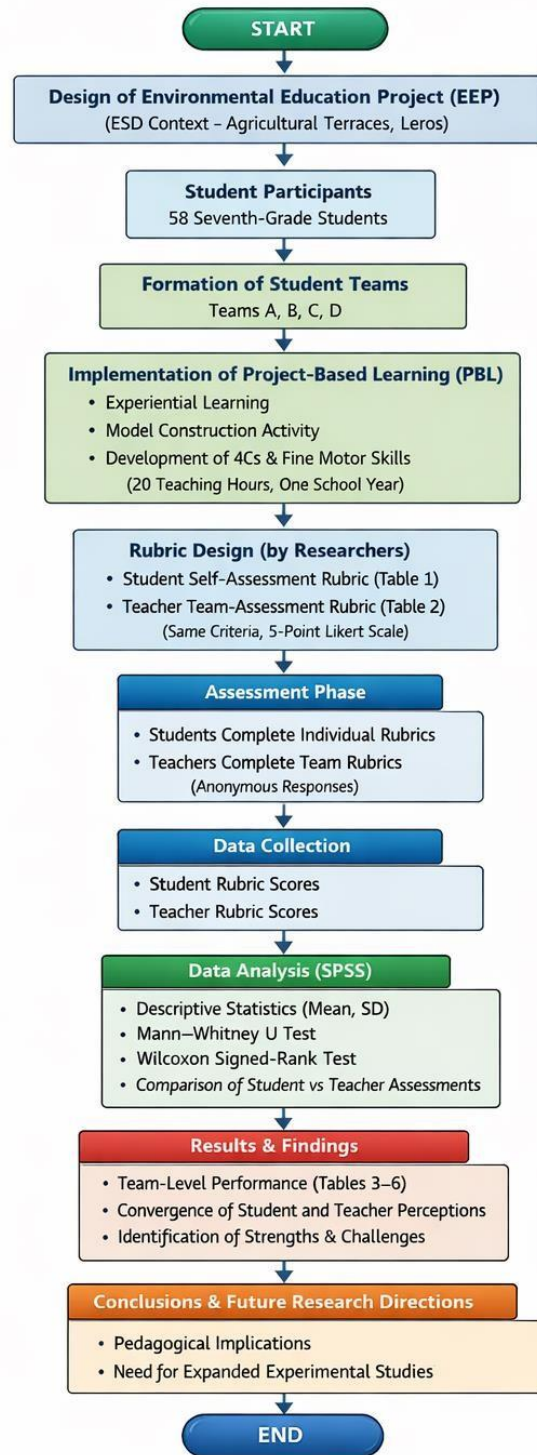 START
Design of Environmental Education Project (EEP)
(ESD Context – Agricultural Terraces, Leros)
Student Participants
58 Seventh-Grade Students
Formation of Student Teams
Teams A, B, C, D
Implementation of Project-Based Learning (PBL)
• Experiential Learning
• Model Construction Activity
• Development of 4Cs & Fine Motor Skills
(20 Teaching Hours, One School Year)
Rubric Design (by Researchers)
• Student Self-Assessment Rubric (Table 1)
• Teacher Team-Assessment Rubric (Table 2)
(Same Criteria, 5-Point Likert Scale)
Assessment Phase
• Students Complete Individual Rubrics
• Teachers Complete Team Rubrics
(Anonymous Responses)
Data Collection
• Student Rubric Scores
• Teacher Rubric Scores
Data Analysis (SPSS)
• Descriptive Statistics (Mean, SD)
• Mann—Whitney U Test
• Wilcoxon Signed-Rank Test
• Comparison of Student vs Teacher Assessments
Results & Findings
• Team-Level Performance (Tables 3–6)
• Convergence of Student and Teacher Perceptions
• Identification of Strengths & Challenges
Conclusions & Future Research Directions
• Pedagogical Implications
• Need for Expanded Experimental Studies
END